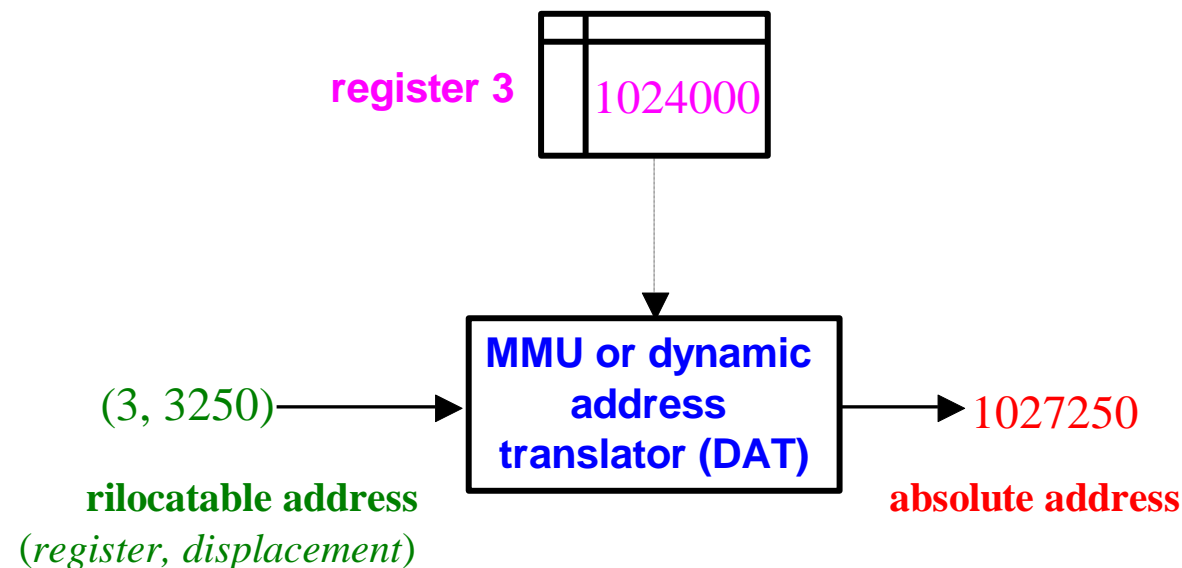 register 3
1024000
MMU or dynamic
address
translator (DAT)
(3, 3250)
1027250
rilocatable address
(register, displacement)
absolute address